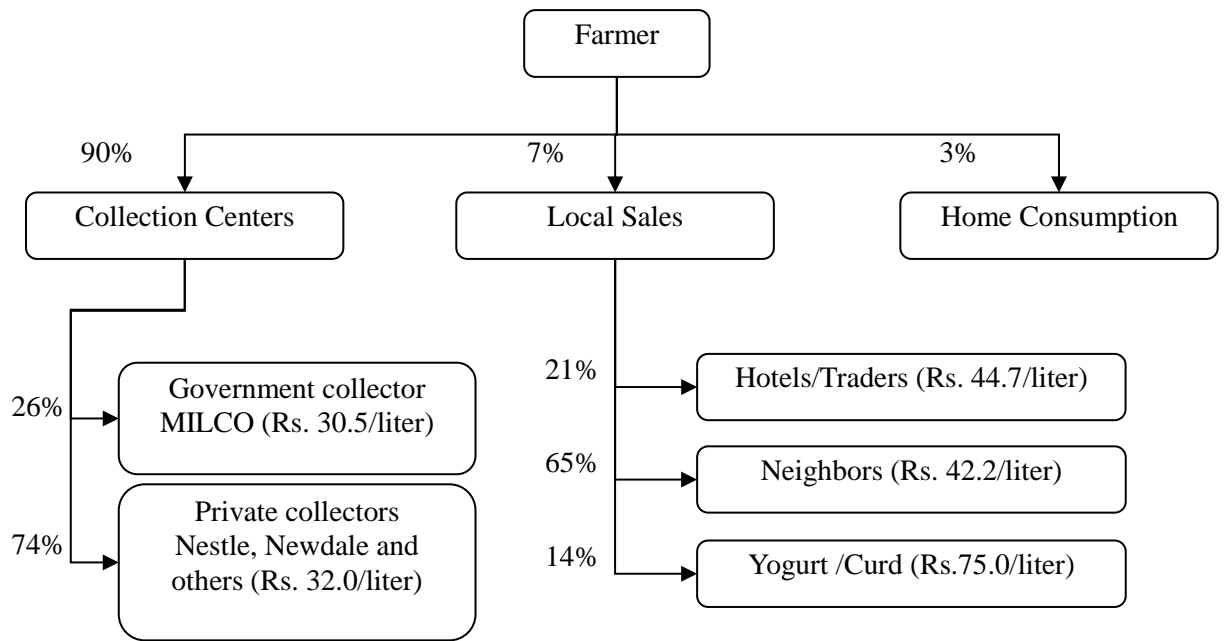 Farmer
90%
7%
3%
Collection Centers
Local Sales
Home Consumption
26%
Government collector
MILCO (Rs. 30.5/liter)
74%
Private collectors
Nestle, Newdale and
others (Rs. 32.0/liter)
21%
Hotels/Traders (Rs. 44.7/liter)
65%
Neighbors (Rs. 42.2/liter)
14%
Yogurt /Curd (Rs.75.0/liter)